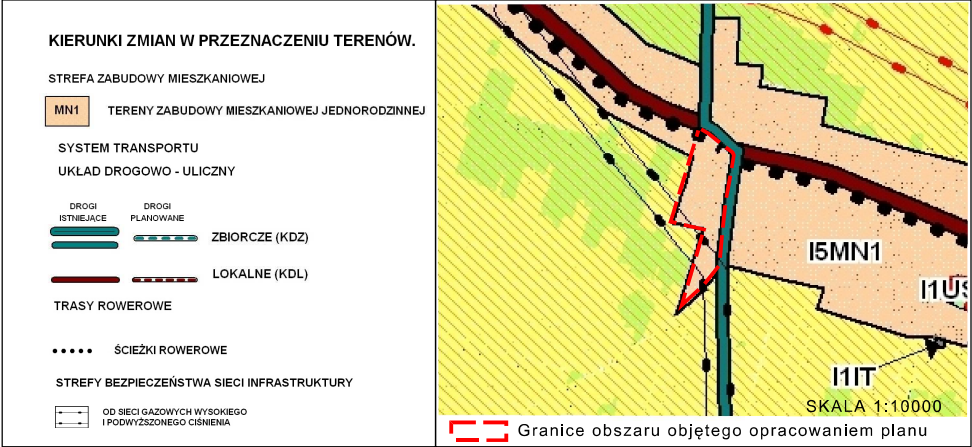 KIERUNKI ZMIAN W PRZEZNACZENIU TERENÓW.
STREFA ZABUDOWY MIESZKANIOWEJ
MN1 TERENY ZABUDOWY MIESZKANIOWEJ JEDNORODZINNEJ
SYSTEM TRANSPORTU
UKŁAD DROGOWO - ULICZNY
DROGI DROGI
ISTNIEJĄCE PLANOWANE
ZBIORCZE (KDZ)
LOKALNE (KDL)
TRASY ROWEROWE
ŚCIEŻKI ROWEROWE
STREFY BEZPIECZEŃSTWA SIECI INFRASTRUKTURY
OD SIECI GAZOWYCH WYSOKIEGO
I PODWYŻSZONEGO CIŚNIENIA
I5MN1
I1US
I1IT
SKALA 1:10000
Granice obszaru objętego opracowaniem planu